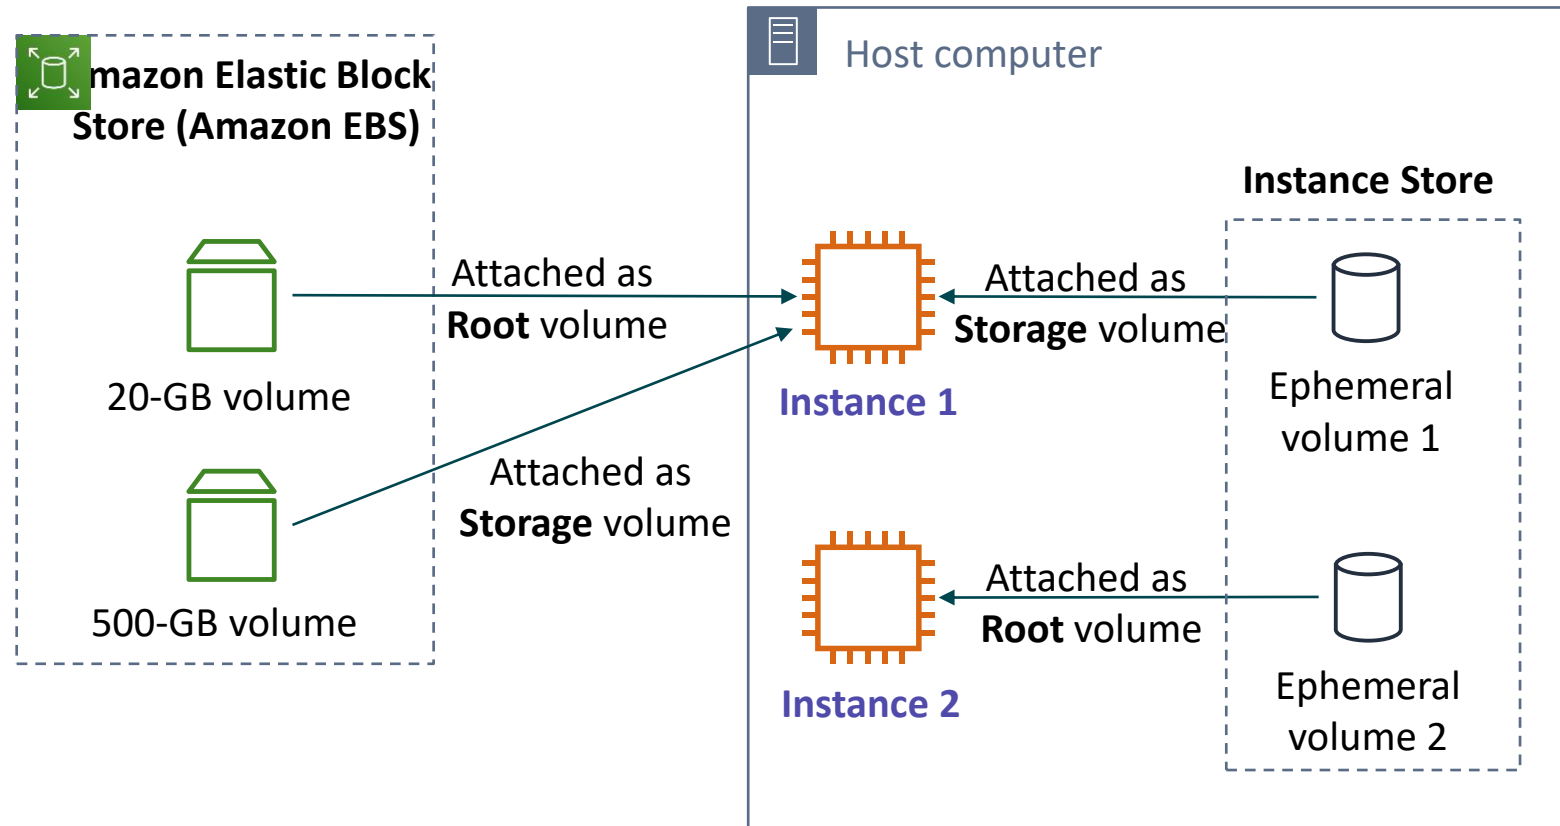 mazon Elastic Block
Store (Amazon EBS)
Host computer
Instance Store
Attached as
Root volume
20-GB volume
Attached as
Storage volume
500-GB volume
Instance 1
Attached as
Storage volume
Ephemeral
volume 1
Instance 2
Attached as
Root volume
Ephemeral
volume 2